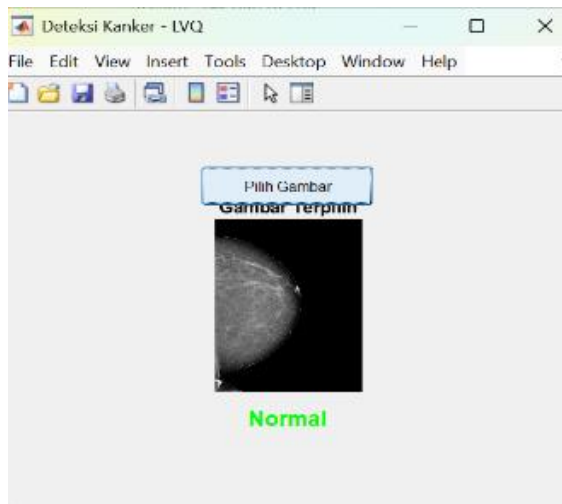 Deteksi Kanker - LVQ
File Edit View Insert Tools Desktop Window Help
Pilih Gambar
Gambar Terpilih
Normal